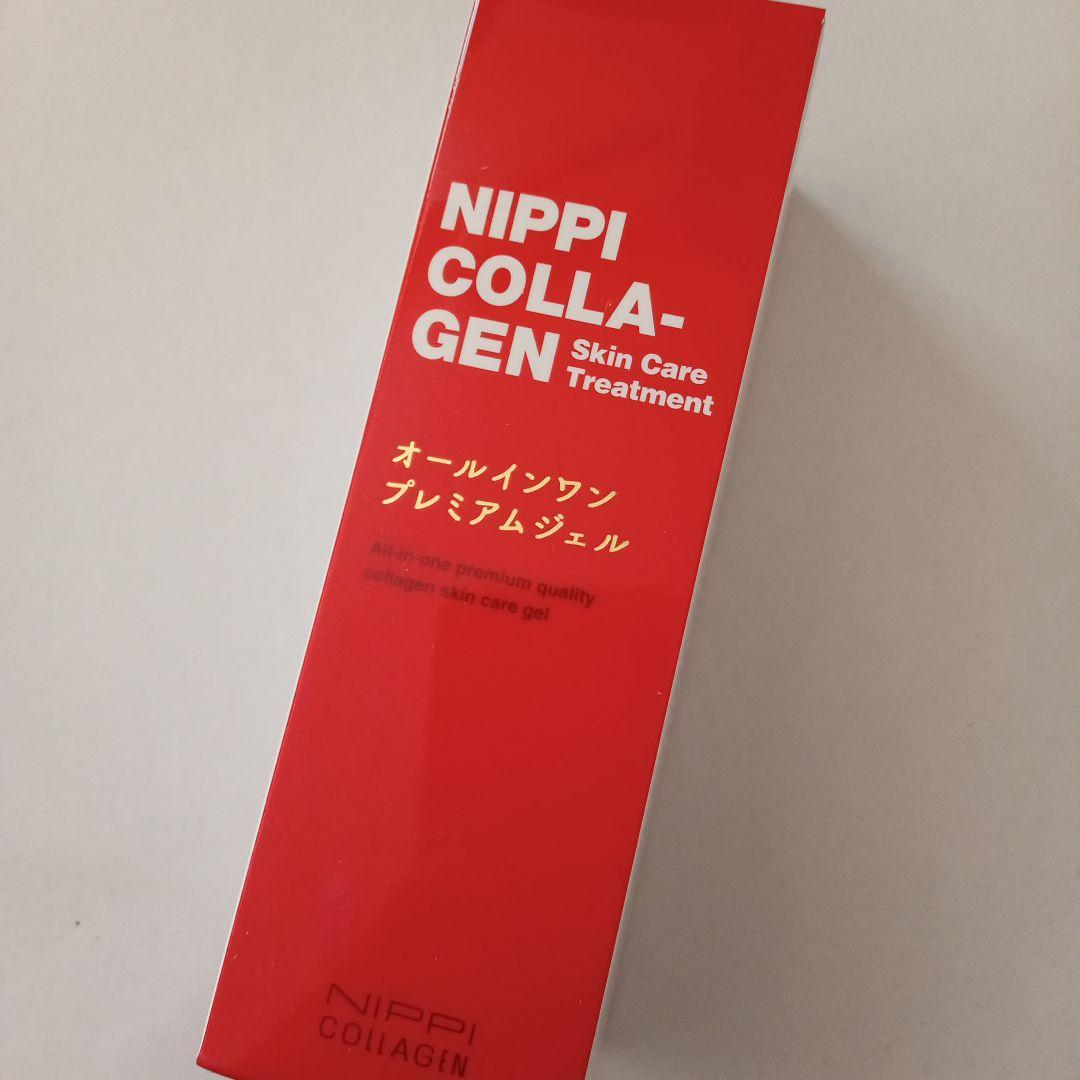 NIPPI
COLLA-
GEN
Skin Care
Treatment
オールインワン
プレミアムジェル
All-in-one premium quality
collagen skin care gel
NIPPI
COLLAGEN